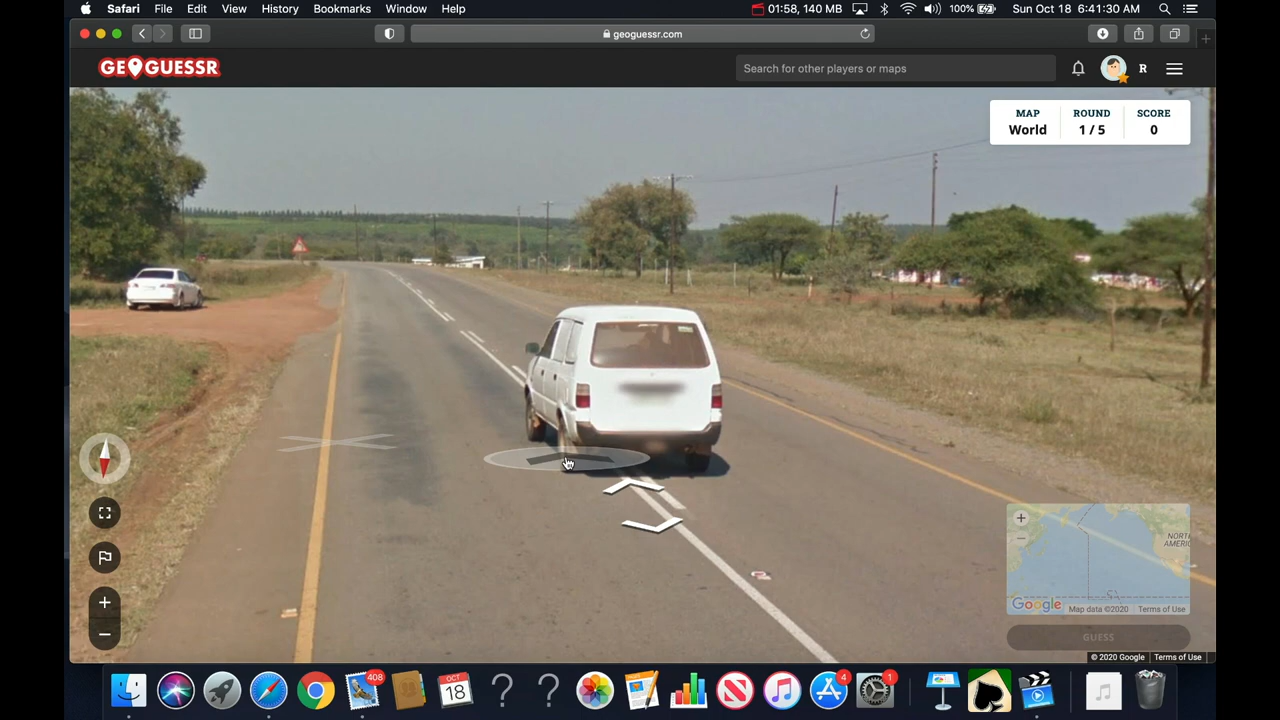 Safari File Edit View History Bookmarks Window Help 01:58, 140 MB 100% Sun Oct 18 6:41:30 AM
geoguessr.com
GEOGUESSR
Search for other players or maps
R
MAP ROUND SCORE
World 1 / 5 0
NORTH
AMERIC
Google Map data ©2020 Terms of Use
GUESS
© 2020 Google Terms of Use
408
OCT
18
?
?
4
1